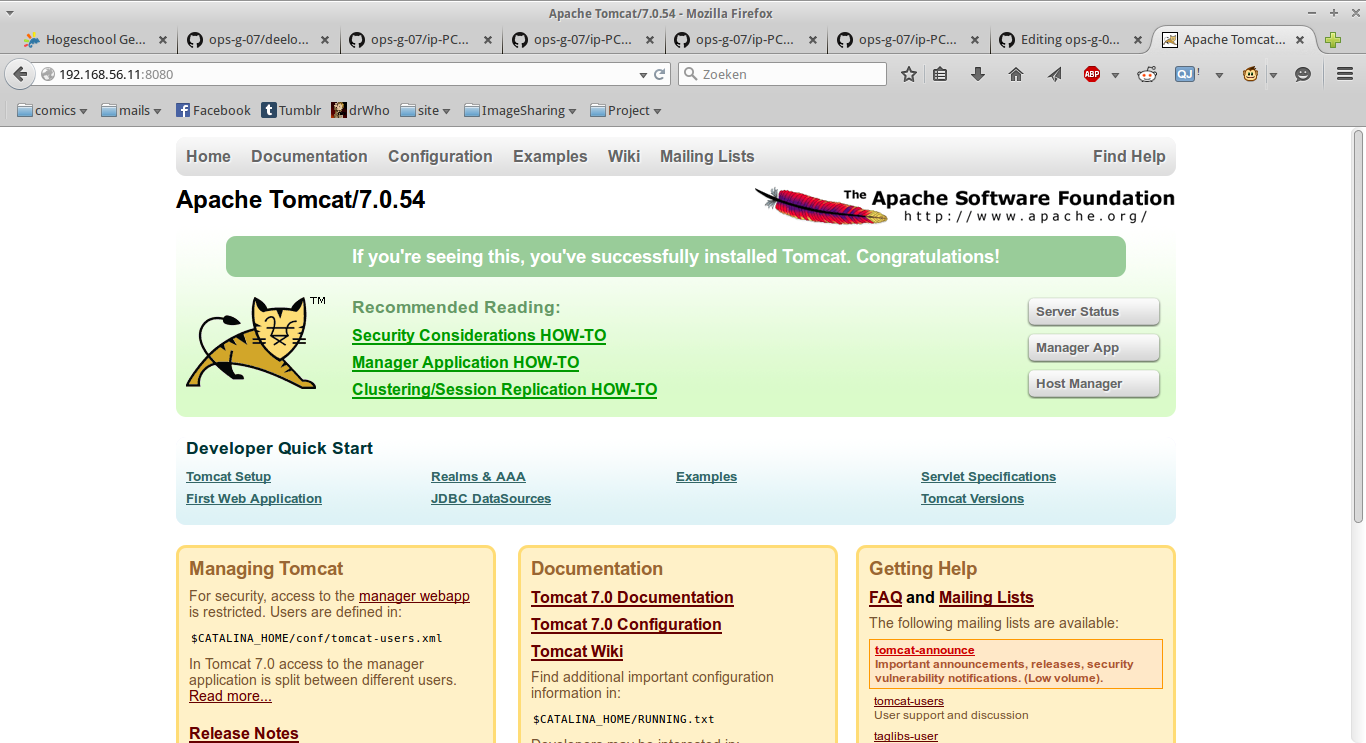 Apache Tomcat/7.0.54 - Mozilla Firefox
Hogeschool Ge... ops-g-07/deelo... ops-g-07/ip-PC... ops-g-07/ip-PC... ops-g-07/ip-PC... ops-g-07/ip-PC... Editing ops-g-0... Apache Tomcat...
192.168.56.11:8080 Zoeken ABP QJ !
comics mails Facebook Tumblr drWho site ImageSharing Project
Home Documentation Configuration Examples Wiki Mailing Lists Find Help
Apache Tomcat/7.0.54
The Apache Software Foundation
http://www.apache.org/
If you're seeing this, you've successfully installed Tomcat. Congratulations!
TM
Recommended Reading:
Security Considerations HOW-TO
Manager Application HOW-TO
Clustering/Session Replication HOW-TO
Server Status
Manager App
Host Manager
Developer Quick Start
Tomcat Setup Realms & AAA Examples Servlet Specifications
First Web Application JDBC DataSources Tomcat Versions
Managing Tomcat
For security, access to the manager webapp
is restricted. Users are defined in:
$CATALINA_HOME/conf/tomcat-users.xml
In Tomcat 7.0 access to the manager
application is split between different users.
Read more...
Release Notes
Documentation
Tomcat 7.0 Documentation
Tomcat 7.0 Configuration
Tomcat Wiki
Find additional important configuration
information in:
$CATALINA_HOME/RUNNING.txt
Developers may be interested in:
Getting Help
FAQ and Mailing Lists
The following mailing lists are available:
tomcat-announce
Important announcements, releases, security
vulnerability notifications. (Low volume).
tomcat-users
User support and discussion
taglibs-user